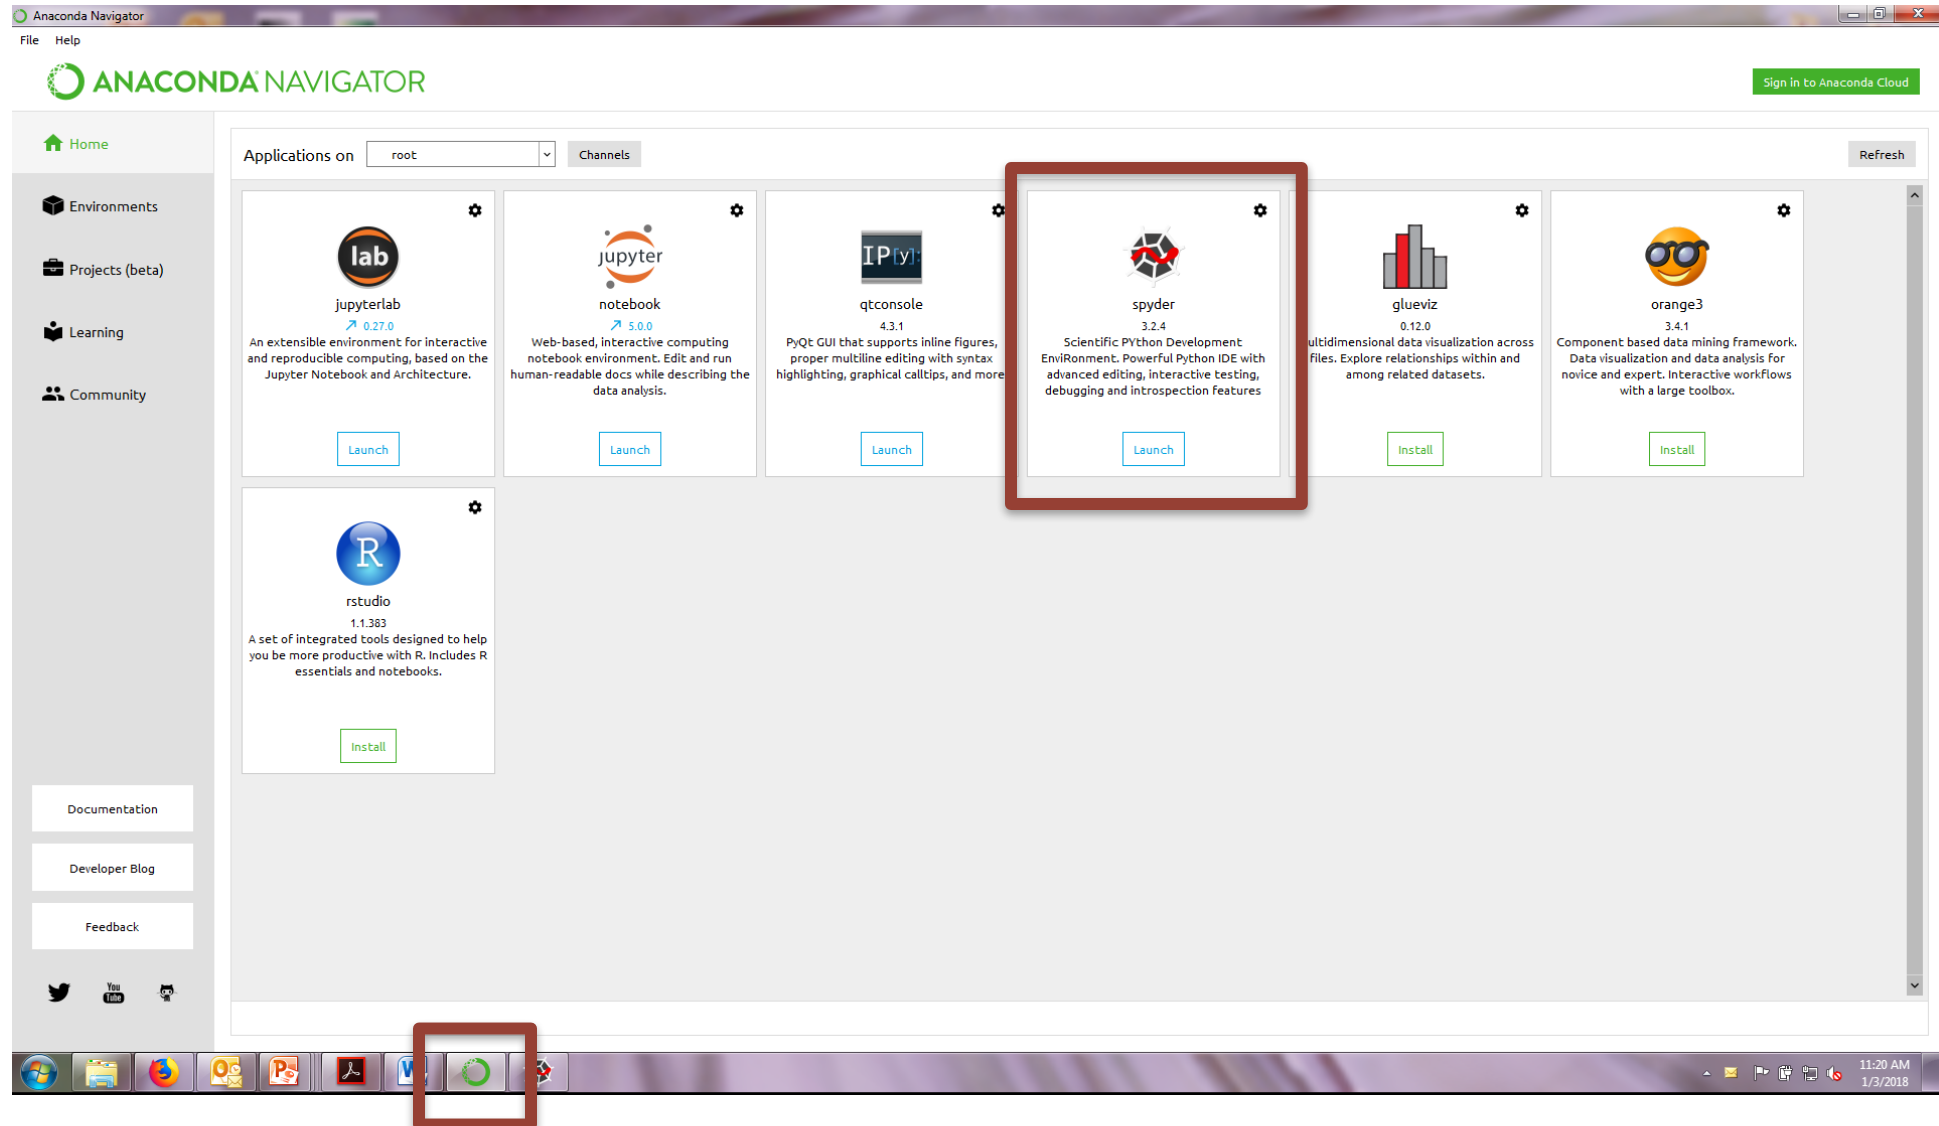 Anaconda Navigator
File Help
ANACONDA NAVIGATOR
Sign in to Anaconda Cloud
Home
Environments
Projects (beta)
Learning
Community
Documentation
Developer Blog
Feedback
You
Tube
Applications on root Channels Refresh
lab
jupyterlab
0.27.0
An extensible environment for interactive
and reproducible computing, based on the
Jupyter Notebook and Architecture.
Launch
jupyter
notebook
5.0.0
Web-based, interactive computing
notebook environment. Edit and run
human-readable docs while describing the
data analysis.
Launch
IP[y]:
qtconsole
4.3.1
PyQt GUI that supports inline figures,
proper multiline editing with syntax
highlighting, graphical calltips, and more
Launch
spyder
3.2.4
Scientific PYthon Development
EnviRonment. Powerful Python IDE with
advanced editing, interactive testing,
debugging and introspection features
Launch
glueviz
0.12.0
ultidimensional data visualization across
files. Explore relationships within and
among related datasets.
Install
orange3
3.4.1
Component based data mining framework.
Data visualization and data analysis for
novice and expert. Interactive workflows
with a large toolbox.
Install
R
rstudio
1.1.383
A set of integrated tools designed to help
you be more productive with R. Includes R
essentials and notebooks.
Install
11:20 AM
1/3/2018